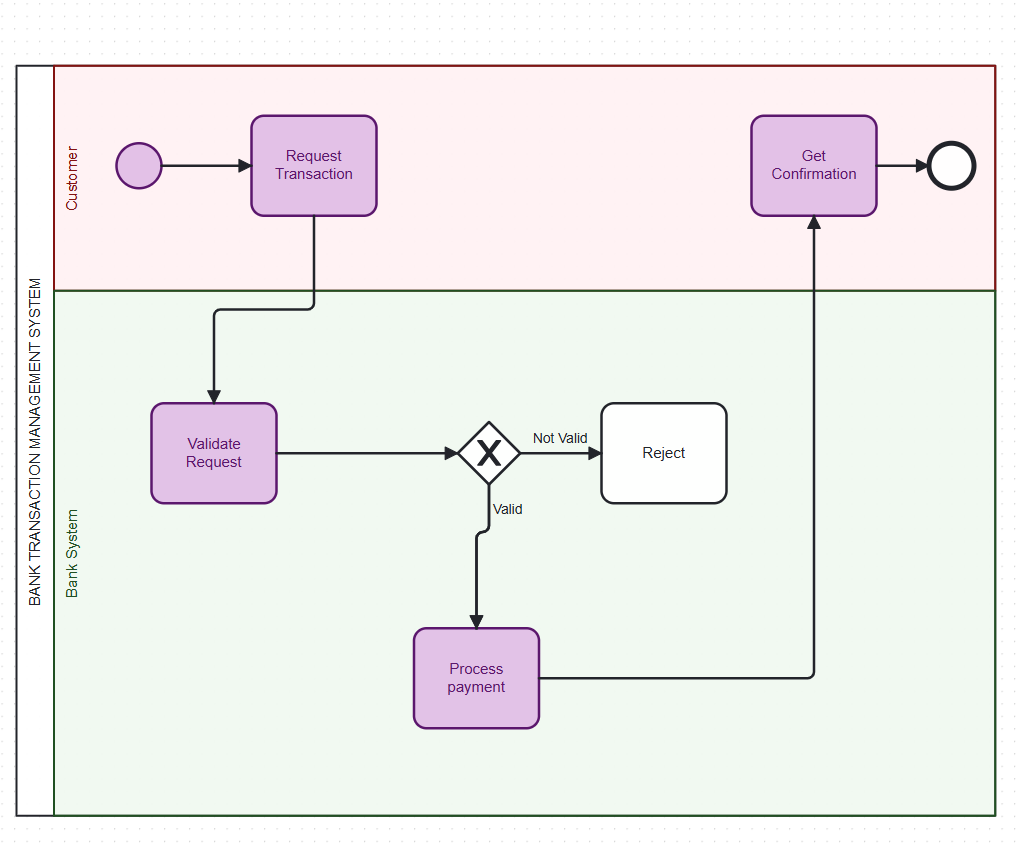 BANK TRANSACTION MANAGEMENT SYSTEM
Customer
Request
Transaction
Get
Confirmation
Bank System
Validate
Request
X
Not Valid
Reject
Valid
Process
payment